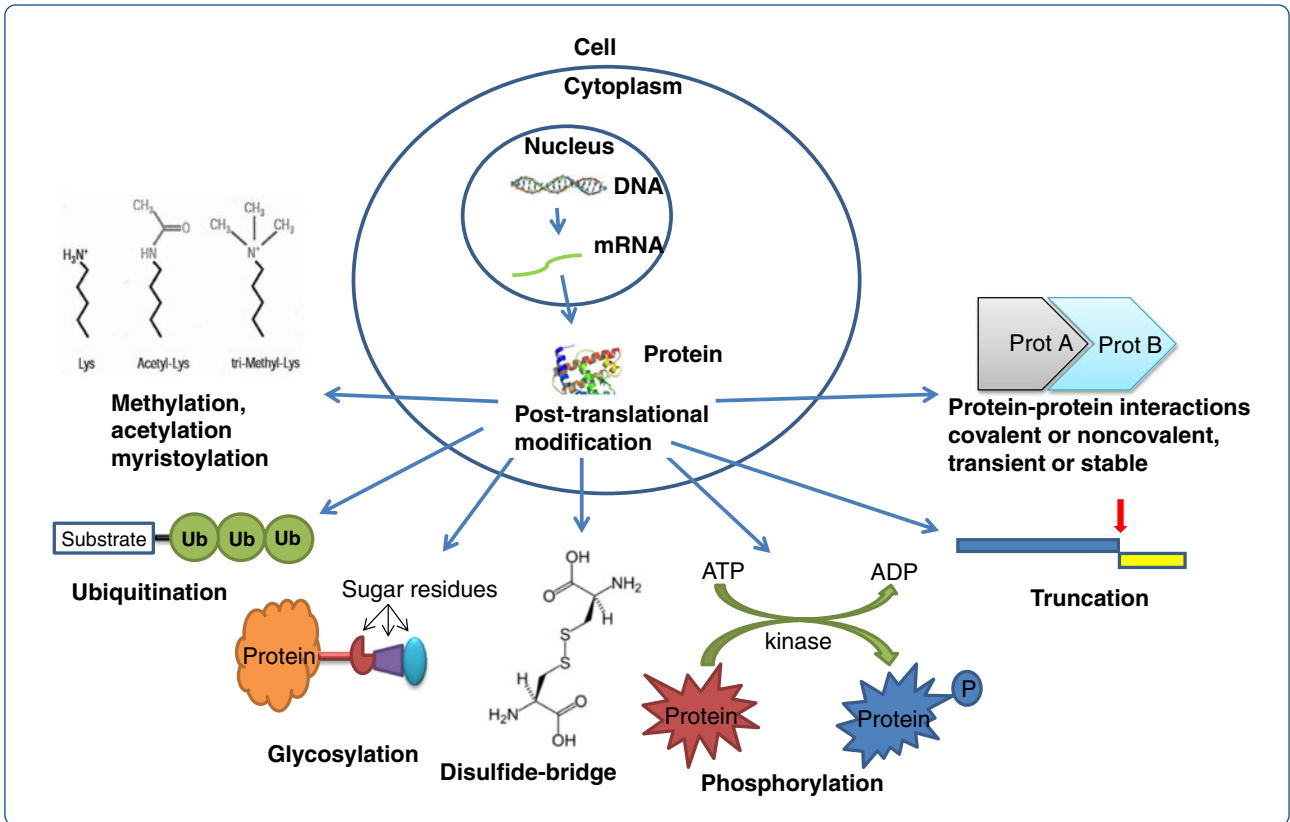 Cell
Cytoplasm
Nucleus
DNA
mRNA
Protein
Post-translational
modification
CH₃
O
HN
H₃N⁺
CH₃
CH₃
CH₃
N⁺
Lys
Acetyl-Lys
tri-Methyl-Lys
Methylation,
acetylation
myristoylation
Prot A
Prot B
Protein-protein interactions
covalent or noncovalent,
transient or stable
Substrate
Ub
Ub
Ub
Ubiquitination
Sugar residues
Protein
Glycosylation
OH
O
NH₂
H
S
S
H
O
H₂N
OH
Disulfide-bridge
ATP
ADP
kinase
Protein
Protein
P
Phosphorylation
Truncation